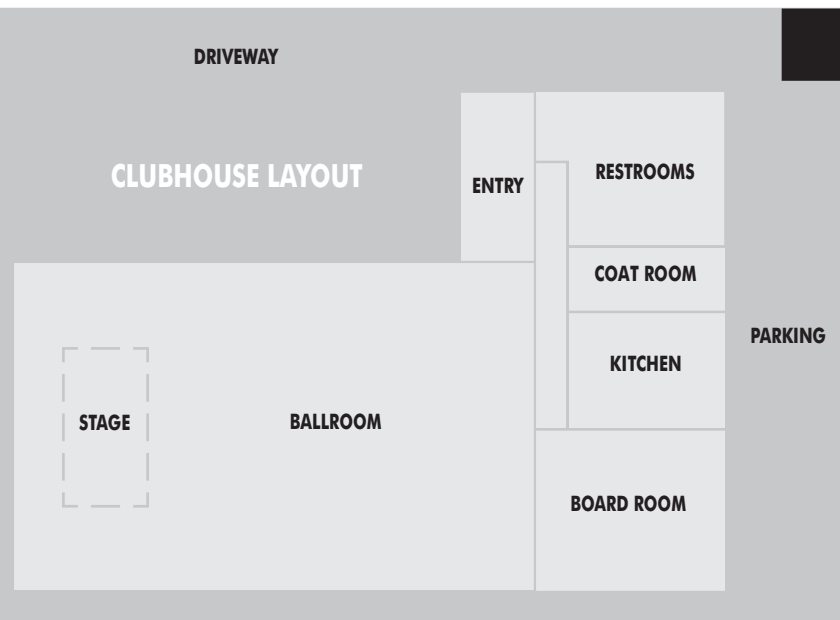 DRIVEWAY
CLUBHOUSE LAYOUT
ENTRY
RESTROOMS
COAT ROOM
PARKING
KITCHEN
STAGE
BALLROOM
BOARD ROOM